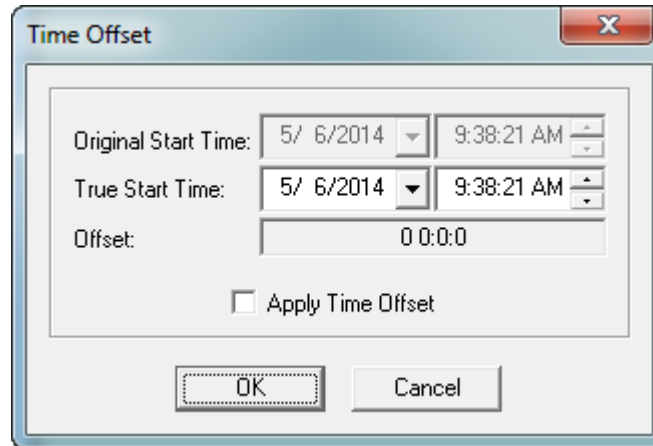 Time Offset
Original Start Time: 5/ 6/2014 9:38:21 AM
True Start Time: 5/ 6/2014 9:38:21 AM
Offset: 0 0:0:0
Apply Time Offset
OK Cancel